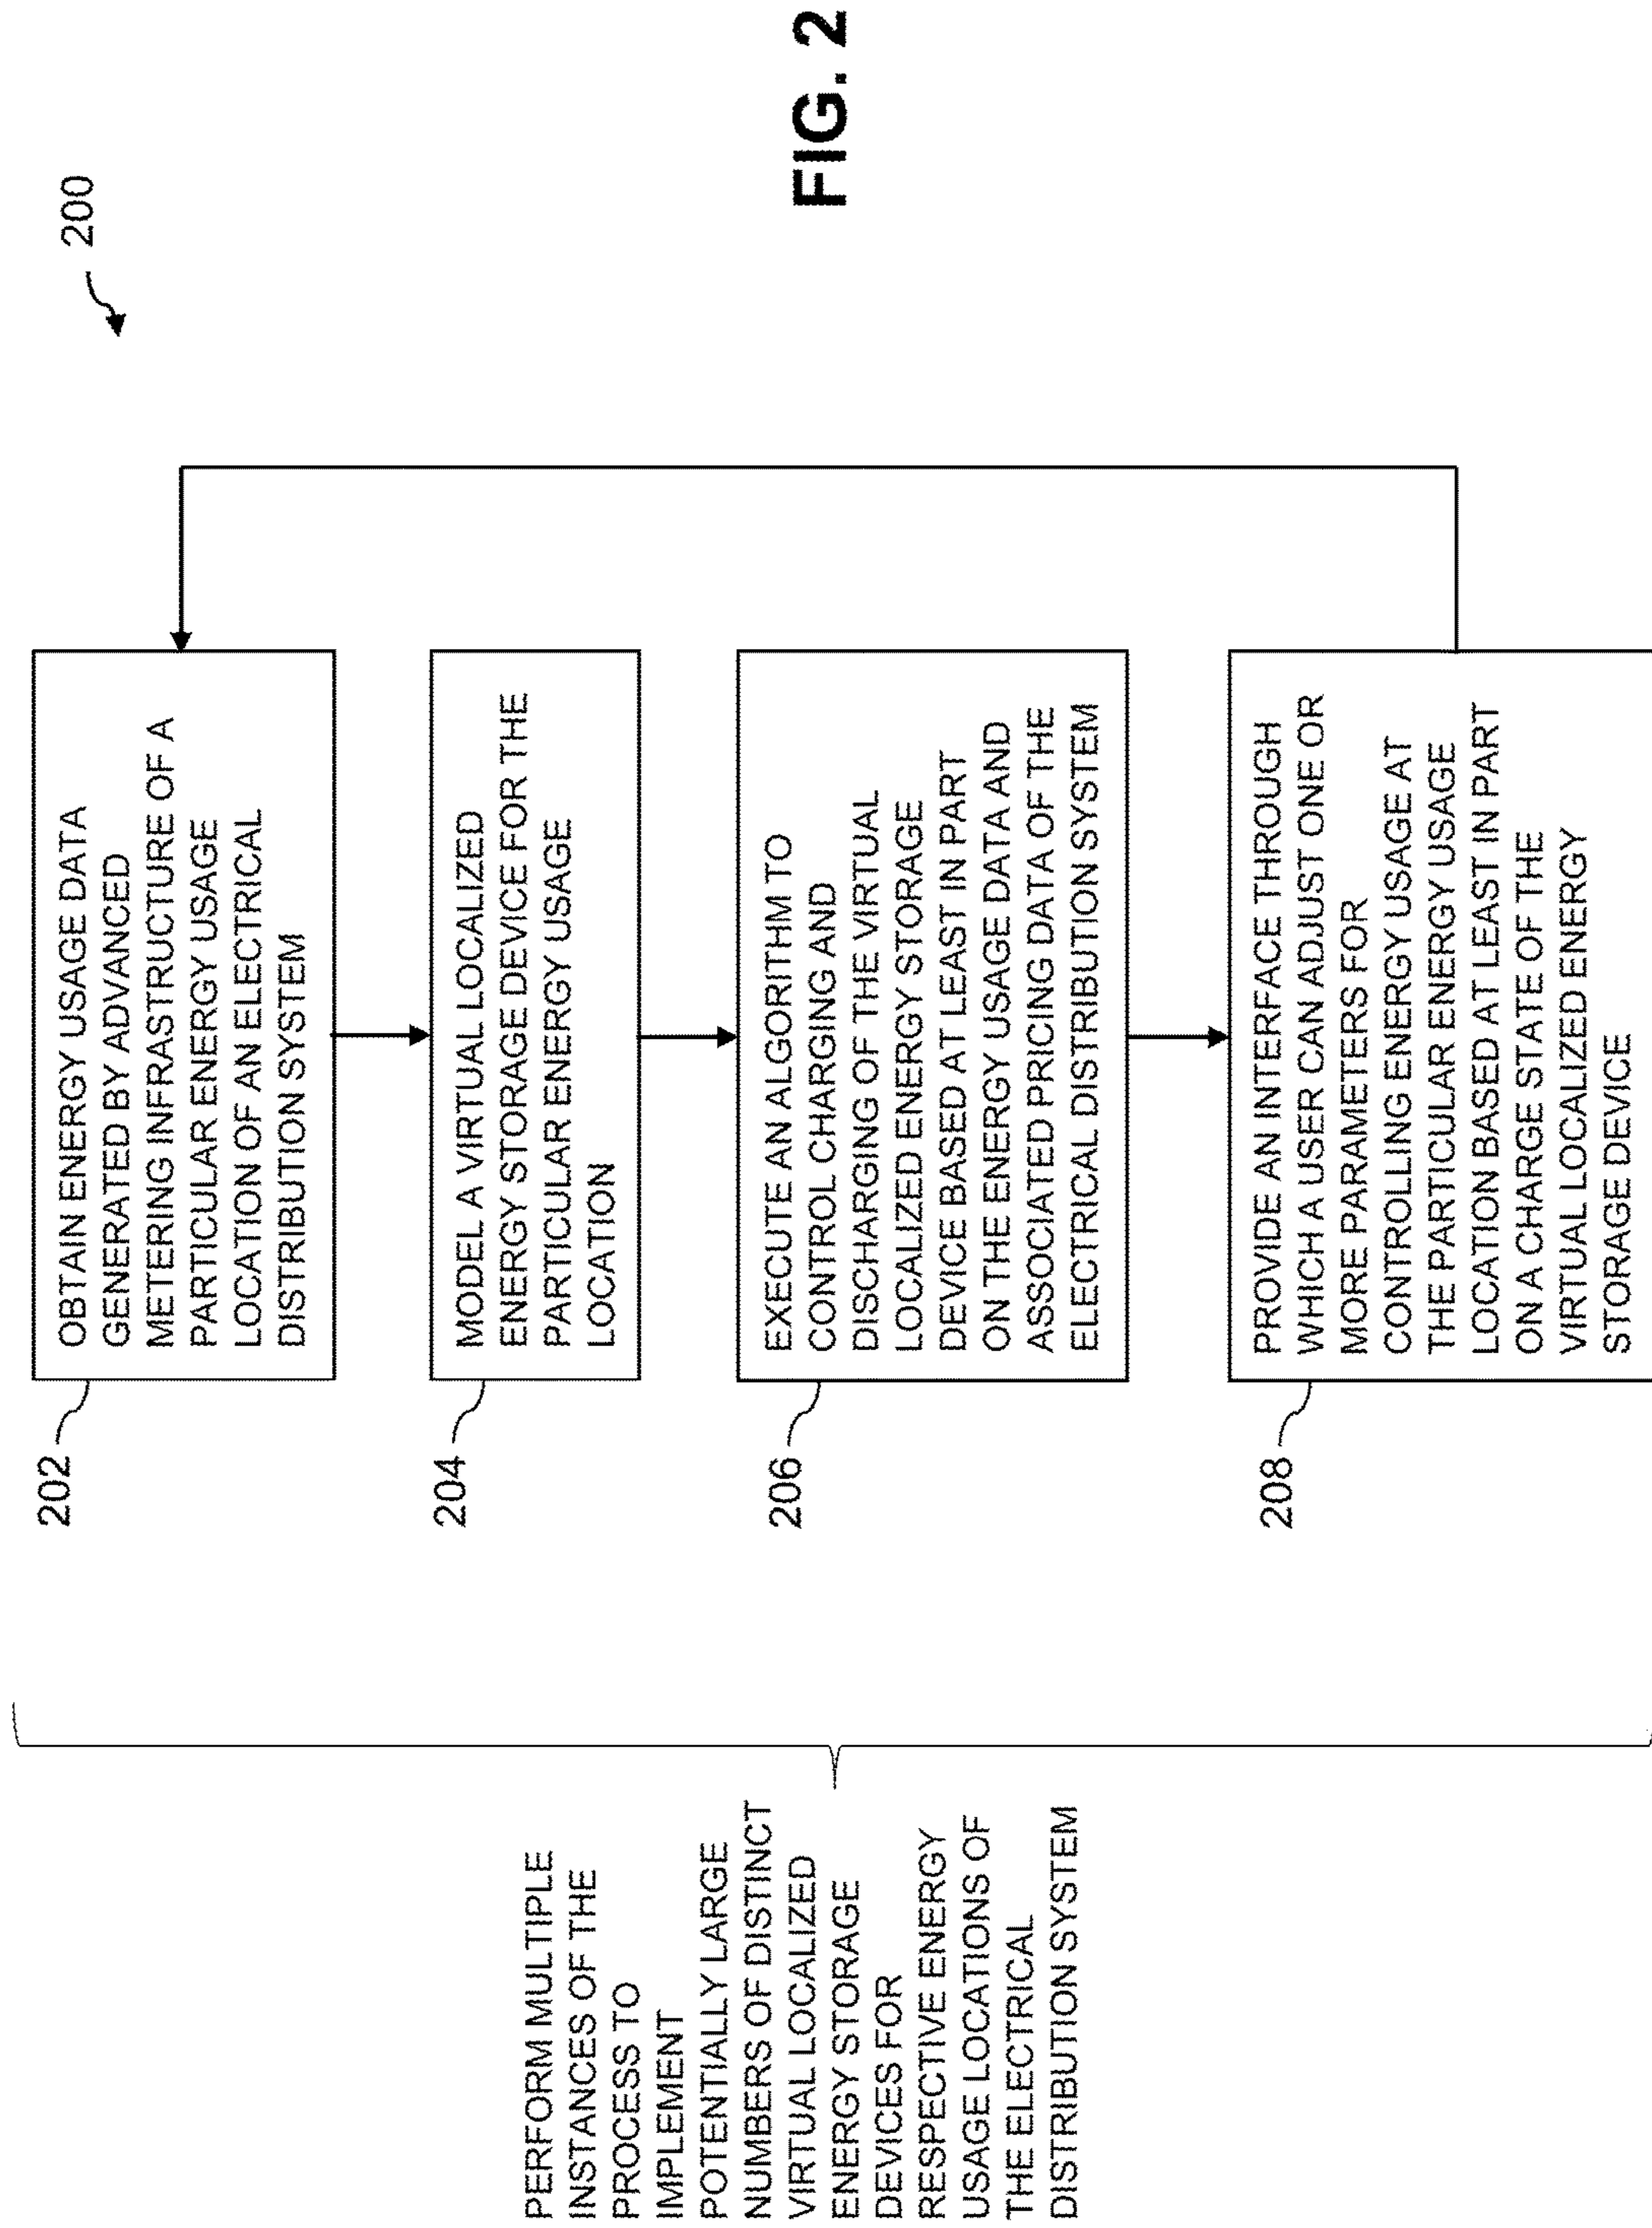 200
202
OBTAIN ENERGY USAGE DATA
GENERATED BY ADVANCED
METERING INFRASTRUCTURE OF A
PARTICULAR ENERGY USAGE
LOCATION OF AN ELECTRICAL
DISTRIBUTION SYSTEM
204
MODEL A VIRTUAL LOCALIZED
ENERGY STORAGE DEVICE FOR THE
PARTICULAR ENERGY USAGE
LOCATION
206
EXECUTE AN ALGORITHM TO
CONTROL CHARGING AND
DISCHARGING OF THE VIRTUAL
LOCALIZED ENERGY STORAGE
DEVICE BASED AT LEAST IN PART
ON THE ENERGY USAGE DATA AND
ASSOCIATED PRICING DATA OF THE
ELECTRICAL DISTRIBUTION SYSTEM
208
PROVIDE AN INTERFACE THROUGH
WHICH A USER CAN ADJUST ONE OR
MORE PARAMETERS FOR
CONTROLLING ENERGY USAGE AT
THE PARTICULAR ENERGY USAGE
LOCATION BASED AT LEAST IN PART
ON A CHARGE STATE OF THE
VIRTUAL LOCALIZED ENERGY
STORAGE DEVICE
PERFORM MULTIPLE
INSTANCES OF THE
PROCESS TO
IMPLEMENT
POTENTIALLY LARGE
NUMBERS OF DISTINCT
VIRTUAL LOCALIZED
ENERGY STORAGE
DEVICES FOR
RESPECTIVE ENERGY
USAGE LOCATIONS OF
THE ELECTRICAL
DISTRIBUTION SYSTEM
FIG. 2